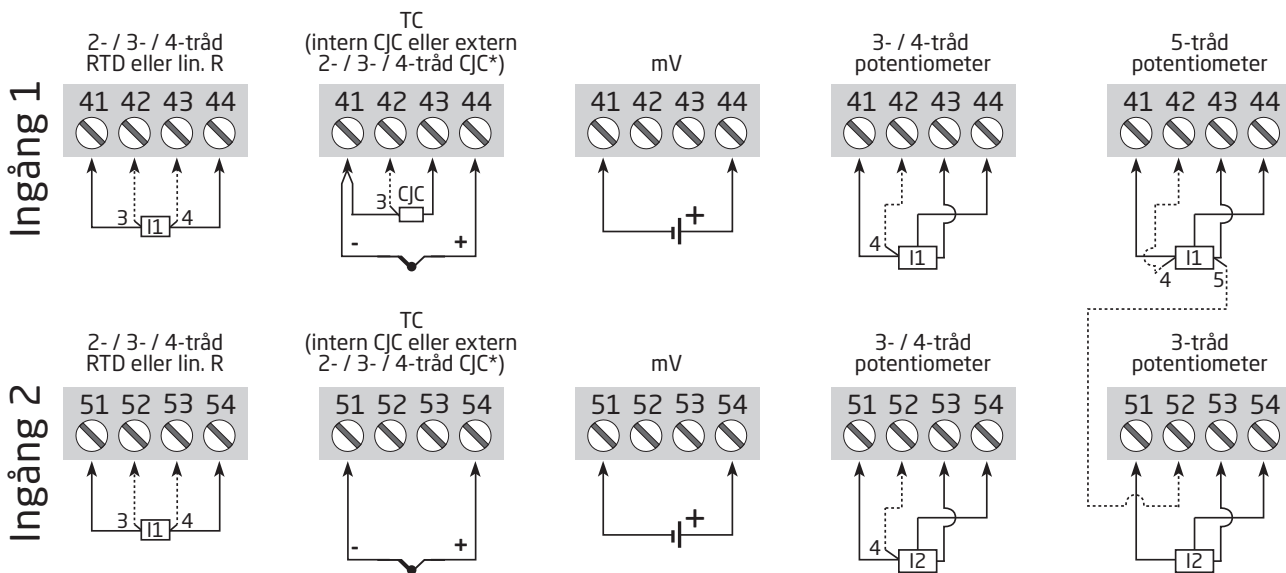 Ingång 1
2- / 3- / 4-tråd
RTD eller lin. R
41 42 43 44
3 I1 4
TC
(intern CJC eller extern
2- / 3- / 4-tråd CJC*)
41 42 43 44
3 CJC
- +
mV
41 42 43 44
+
3- / 4-tråd
potentiometer
41 42 43 44
4 I1
5-tråd
potentiometer
41 42 43 44
I1
4 5
Ingång 2
2- / 3- / 4-tråd
RTD eller lin. R
51 52 53 54
3 I1 4
TC
(intern CJC eller extern
2- / 3- / 4-tråd CJC*)
51 52 53 54
- +
mV
51 52 53 54
+
3- / 4-tråd
potentiometer
51 52 53 54
4 I2
3-tråd
potentiometer
51 52 53 54
I2